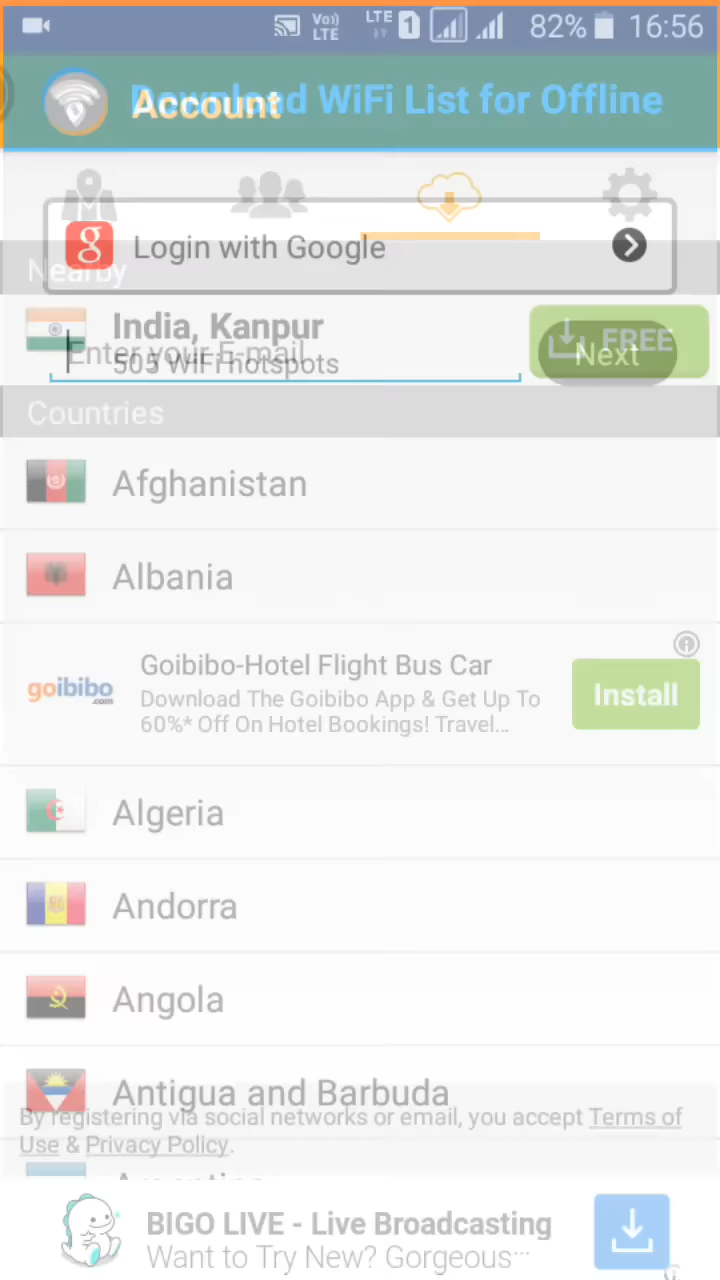 Vo))
LTE
LTE
1
82%
16:56
Download WiFi List for Offline
Account
g
Login with Google
Nearby
India, Kanpur
FREE
Enter your E-mail
Next
505 WiFi hotspots
Countries
Afghanistan
Albania
Goibibo-Hotel Flight Bus Car
goibibo
.com
Download The Goibibo App & Get Up To
60%* Off On Hotel Bookings! Travel...
Install
Algeria
Andorra
Angola
Antigua and Barbuda
By registering via social networks or email, you accept Terms of
Use & Privacy Policy.
BIGO LIVE - Live Broadcasting
Want to Try New? Gorgeous...